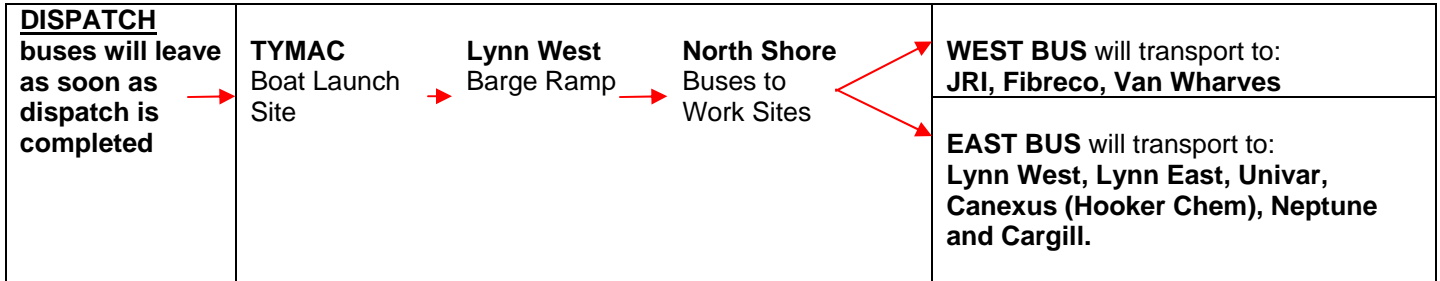 DISPATCH
buses will leave
as soon as
dispatch is
completed
TYMAC
Boat Launch
Site
Lynn West
Barge Ramp
North Shore
Buses to
Work Sites
WEST BUS will transport to:
JRI, Fibreco, Van Wharves
EAST BUS will transport to:
Lynn West, Lynn East, Univar,
Canexus (Hooker Chem), Neptune
and Cargill.